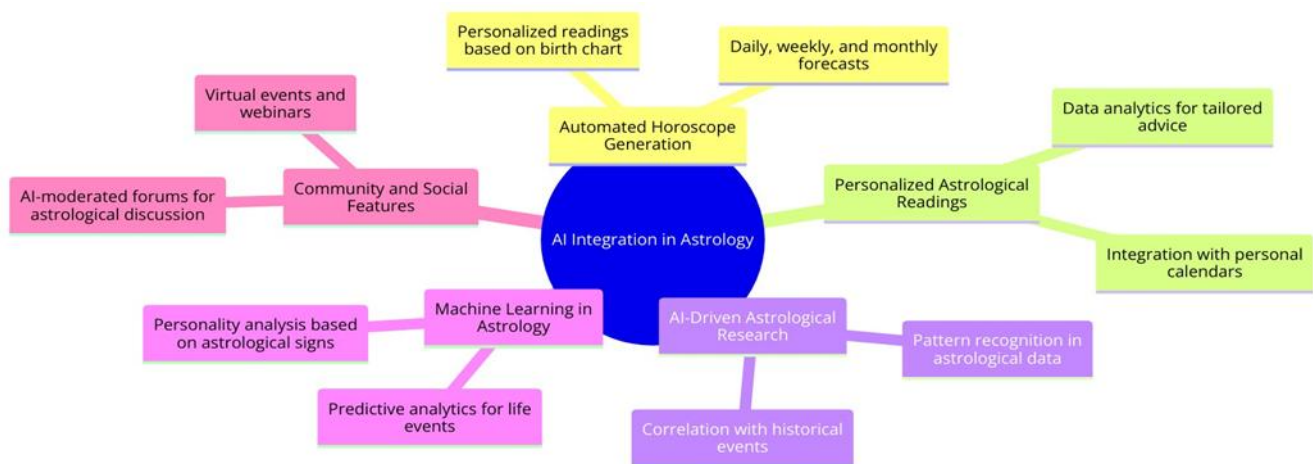 Personalized readings
based on birth chart
Daily, weekly, and monthly
forecasts
Automated Horoscope
Generation
Virtual events and
webinars
AI-moderated forums for
astrological discussion
Community and Social
Features
AI Integration in Astrology
Data analytics for tailored
advice
Personalized Astrological
Readings
Integration with personal
calendars
Machine Learning in
Astrology
Personality analysis based
on astrological signs
Predictive analytics for life
events
AI-Driven Astrological
Research
Pattern recognition in
astrological data
Correlation with historical
events